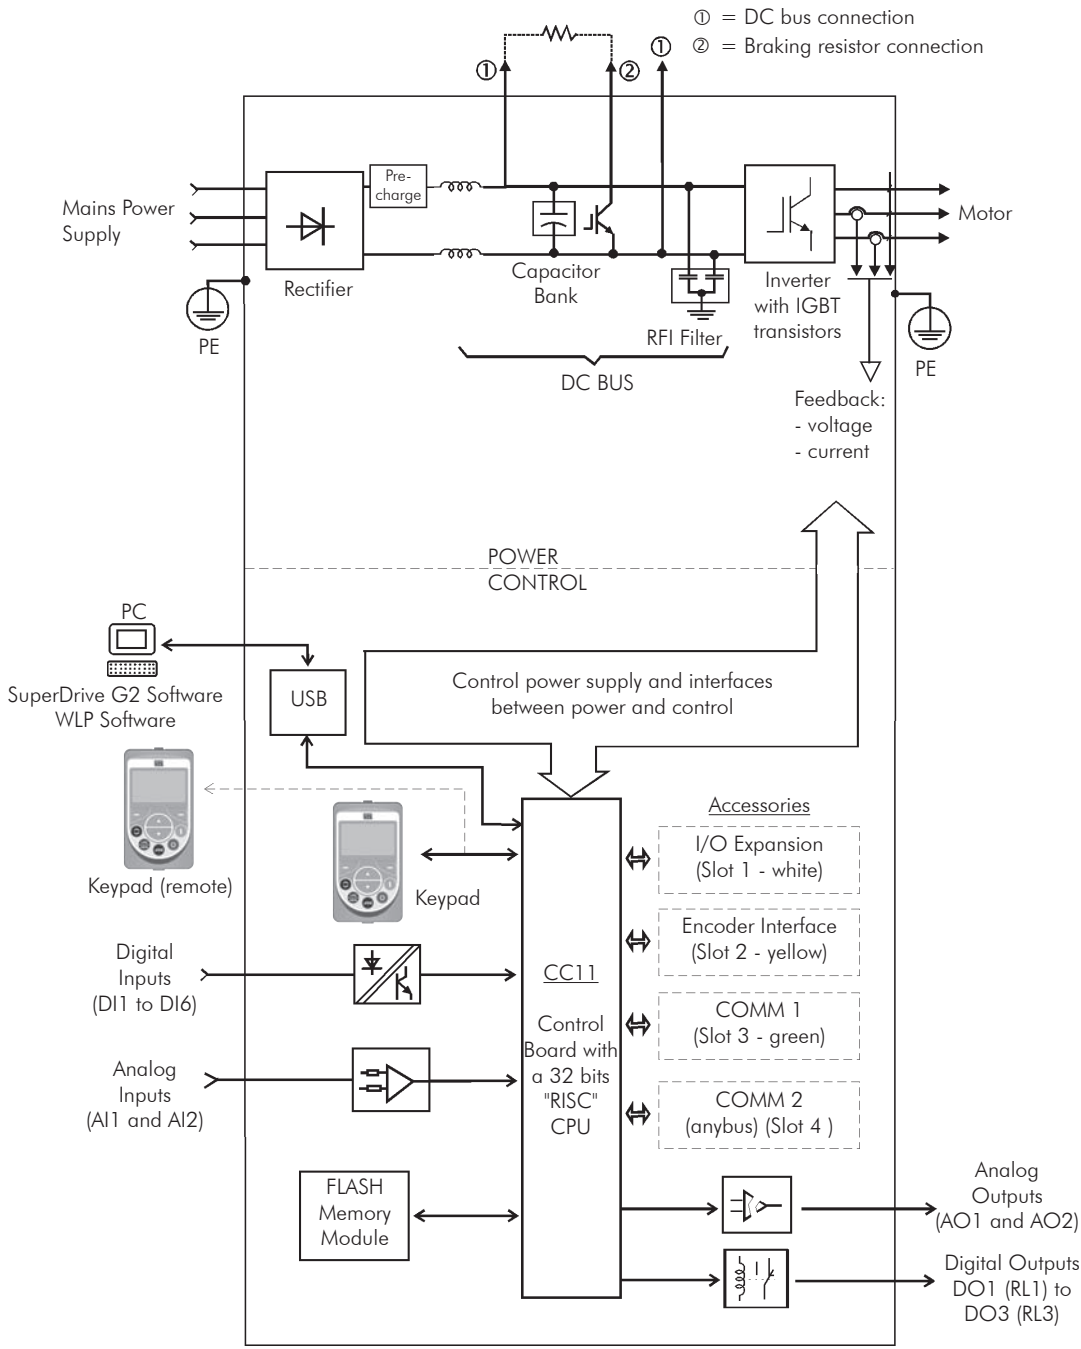 ① = DC bus connection
② = Braking resistor connection
①
②
①
Mains Power
Supply
Pre-
charge
Rectifier
Capacitor
Bank
RFI Filter
Inverter
with IGBT
transistors
Motor
PE
PE
DC BUS
Feedback:
- voltage
- current
POWER
CONTROL
PC
SuperDrive G2 Software
WLP Software
USB
Control power supply and interfaces
between power and control
Keypad (remote)
Keypad
Accessories
I/O Expansion
(Slot 1 - white)
Encoder Interface
(Slot 2 - yellow)
COMM 1
(Slot 3 - green)
COMM 2
(anybus) (Slot 4 )
Digital
Inputs
(DI1 to DI6)
CC11
Control
Board with
a 32 bits
"RISC"
CPU
Analog
Inputs
(AI1 and AI2)
FLASH
Memory
Module
Analog
Outputs
(AO1 and AO2)
Digital Outputs
DO1 (RL1) to
DO3 (RL3)